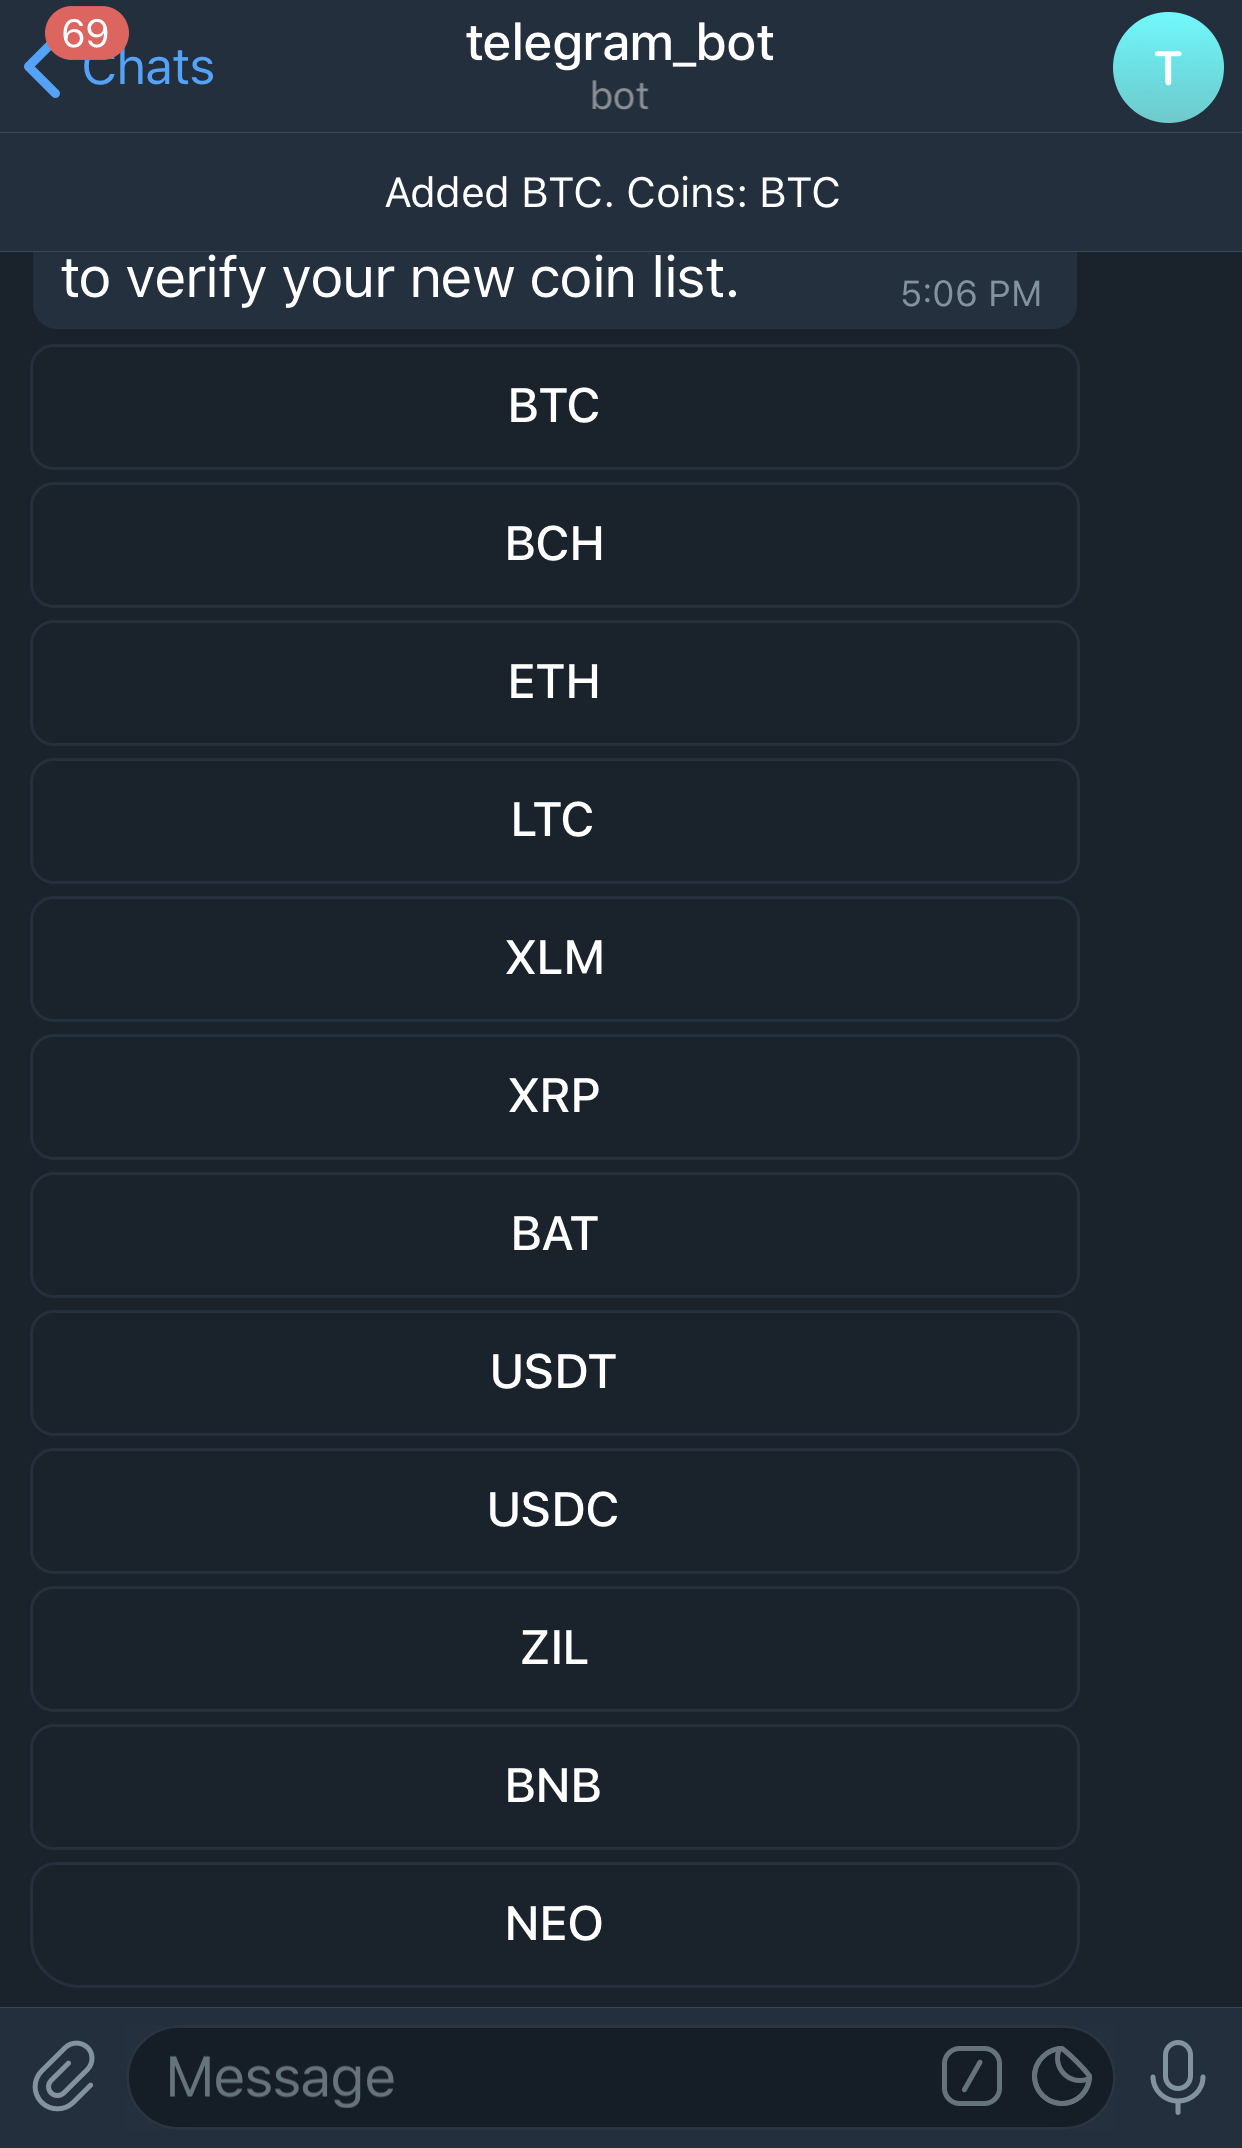 69
Chats
telegram_bot
bot
T
Added BTC. Coins: BTC
to verify your new coin list.
5:06 PM
BTC
BCH
ETH
LTC
XLM
XRP
BAT
USDT
USDC
ZIL
BNB
NEO
Message